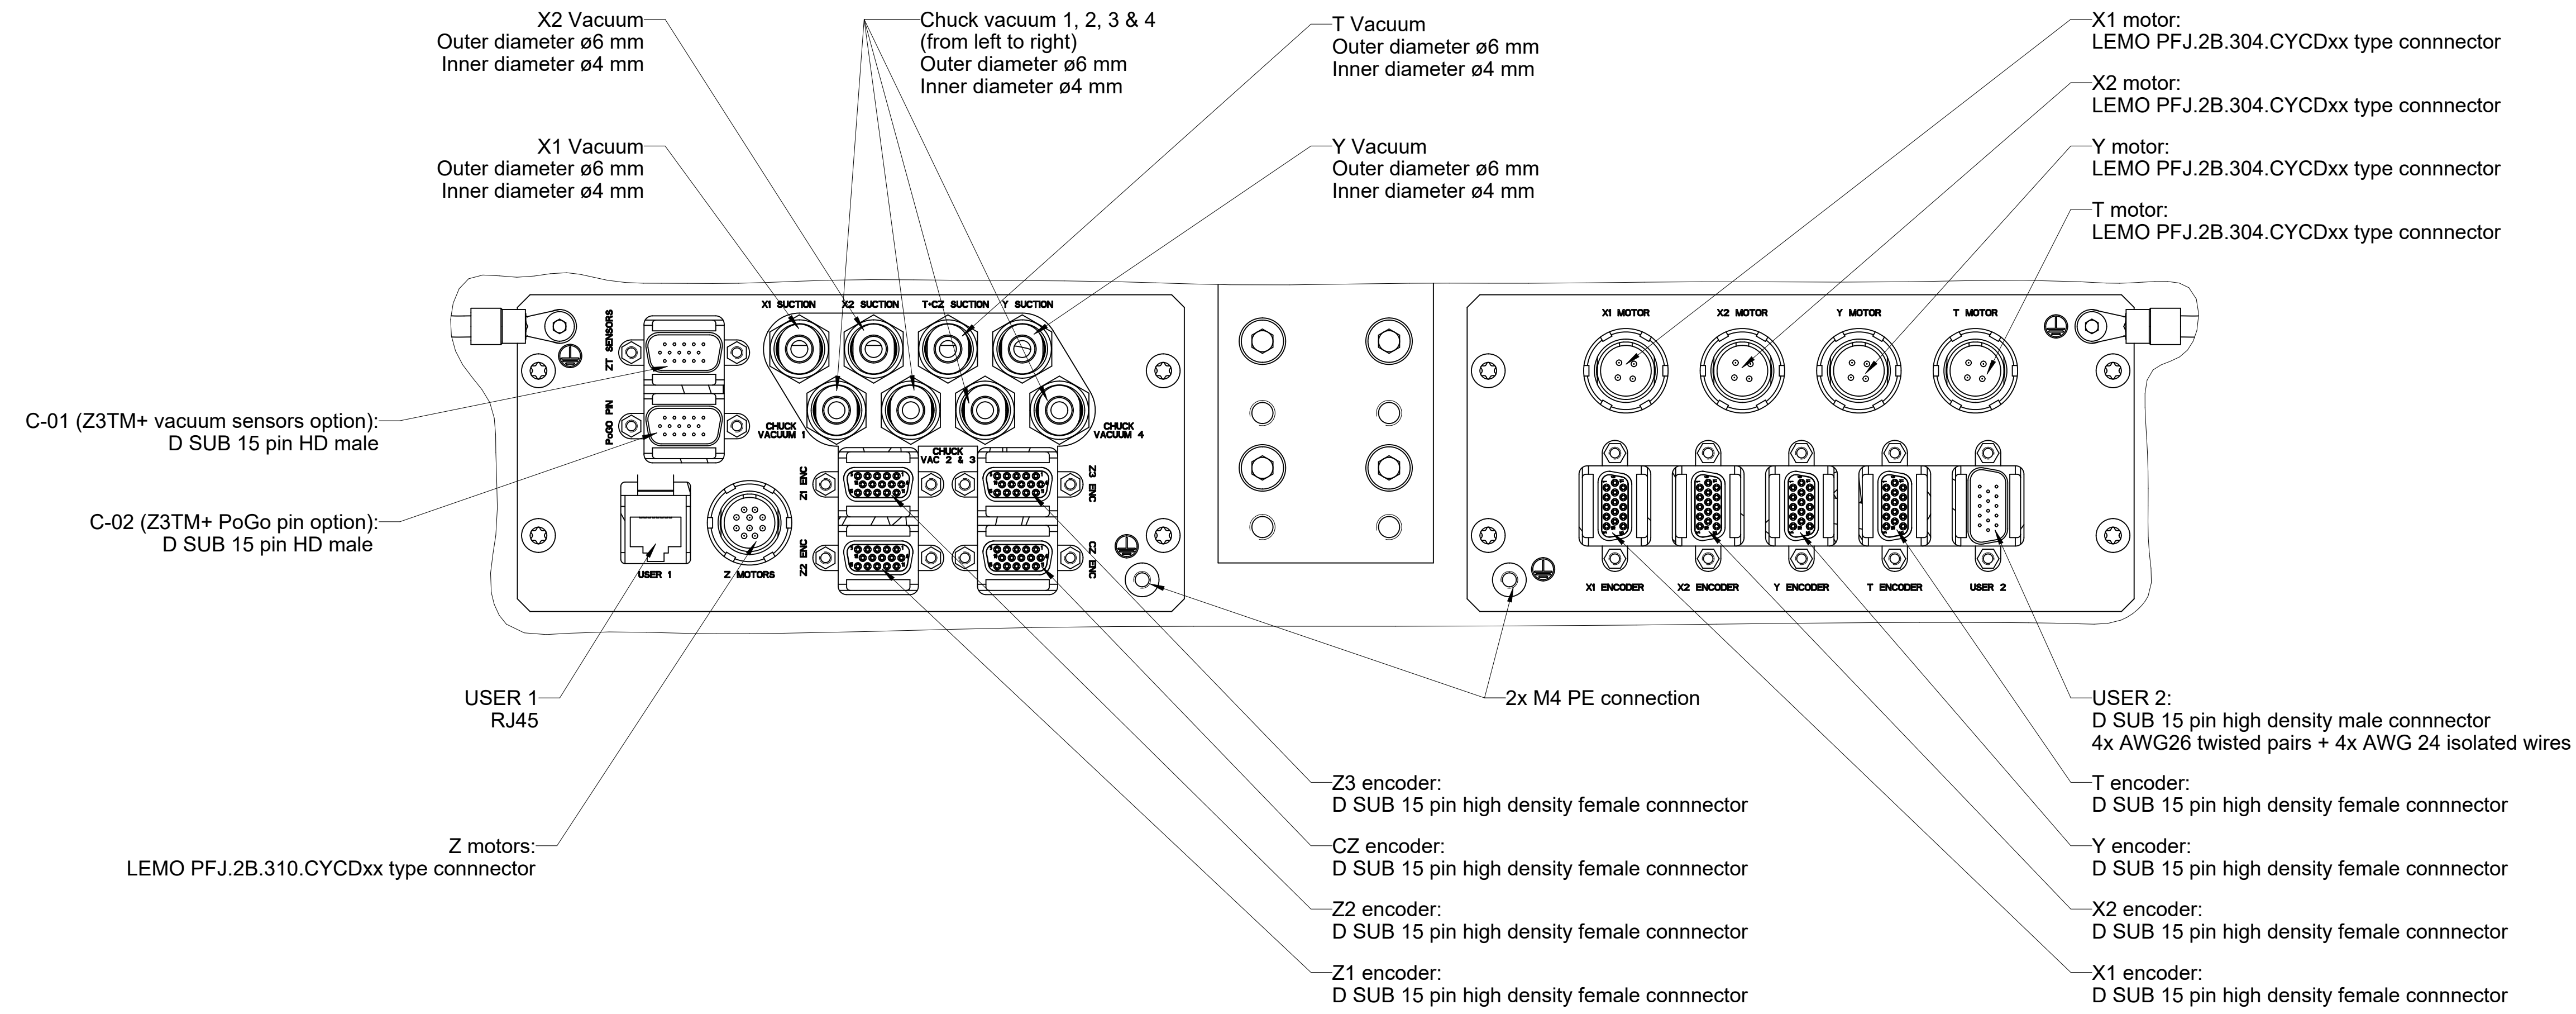 X2 Vacuum
Outer diameter ø6 mm
Inner diameter ø4 mm
Chuck vacuum 1, 2, 3 & 4
(from left to right)
Outer diameter ø6 mm
Inner diameter ø4 mm
T Vacuum
Outer diameter ø6 mm
Inner diameter ø4 mm
X1 motor:
LEMO PFJ.2B.304.CYCDxx type connnector
X2 motor:
LEMO PFJ.2B.304.CYCDxx type connnector
X1 Vacuum
Outer diameter ø6 mm
Inner diameter ø4 mm
Y Vacuum
Outer diameter ø6 mm
Inner diameter ø4 mm
Y motor:
LEMO PFJ.2B.304.CYCDxx type connnector
T motor:
LEMO PFJ.2B.304.CYCDxx type connnector
X1 SUCTION
X2 SUCTION
T+CZ SUCTION
Y SUCTION
ZT SENSORS
PoGO PIN
CHUCK
VACUUM 1
CHUCK
VACUUM 4
CHUCK
VAC 2 & 3
Z1 ENC
Z3 ENC
Z2 ENC
CZ ENC
USER 1
Z MOTORS
X1 MOTOR
X2 MOTOR
Y MOTOR
T MOTOR
X1 ENCODER
X2 ENCODER
Y ENCODER
T ENCODER
USER 2
C-01 (Z3TM+ vacuum sensors option):
D SUB 15 pin HD male
C-02 (Z3TM+ PoGo pin option):
D SUB 15 pin HD male
USER 1
RJ45
2x M4 PE connection
USER 2:
D SUB 15 pin high density male connnector
4x AWG26 twisted pairs + 4x AWG 24 isolated wires
Z3 encoder:
D SUB 15 pin high density female connnector
T encoder:
D SUB 15 pin high density female connnector
Z motors:
LEMO PFJ.2B.310.CYCDxx type connnector
CZ encoder:
D SUB 15 pin high density female connnector
Y encoder:
D SUB 15 pin high density female connnector
Z2 encoder:
D SUB 15 pin high density female connnector
X2 encoder:
D SUB 15 pin high density female connnector
Z1 encoder:
D SUB 15 pin high density female connnector
X1 encoder:
D SUB 15 pin high density female connnector